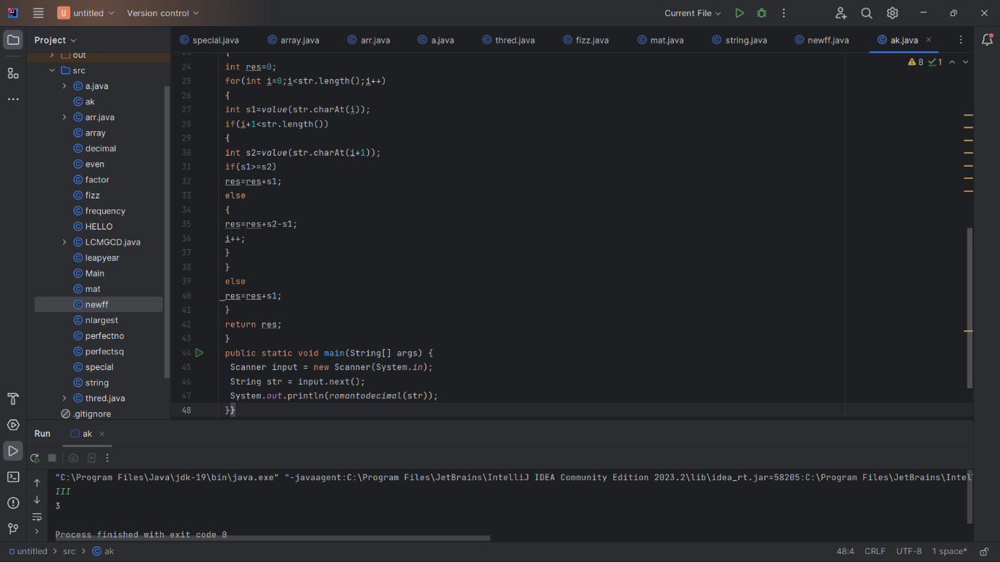 U untitled Version control Current File
Project special.java array.java arr.java a.java thred.java fizz.java mat.java string.java newff.java ak.java
out
src
a.java
ak
arr.java
array
decimal
even
factor
fizz
frequency
HELLO
LCMGCD.java
leapyear
Main
mat
newff
nlargest
perfectno
perfectsq
special
string
thred.java
.gitignore
8 1
24 int res=0;
25 for(int i=0;i<str.length();i++)
26 {
27 int s1=value(str.charAt(i));
28 if(i+1<str.length())
29 {
30 int s2=value(str.charAt(i+1));
31 if(s1>=s2)
32 res=res+s1;
33 else
34 {
35 res=res+s2-s1;
36 i++;
37 }
38 }
39 else
40 res=res+s1;
41 }
42 return res;
43 }
44 public static void main(String[] args) {
45 Scanner input = new Scanner(System.in);
46 String str = input.next();
47 System.out.println(romantodecimal(str));
48 }}
Run ak
"C:\Program Files\Java\jdk-19\bin\java.exe" "-javaagent:C:\Program Files\JetBrains\IntelliJ IDEA Community Edition 2023.2\lib\idea_rt.jar=58205:C:\Program Files\JetBrains\Intel
III
3
Process finished with exit code 0
untitled > src > ak 48:4 CRLF UTF-8 1 space*